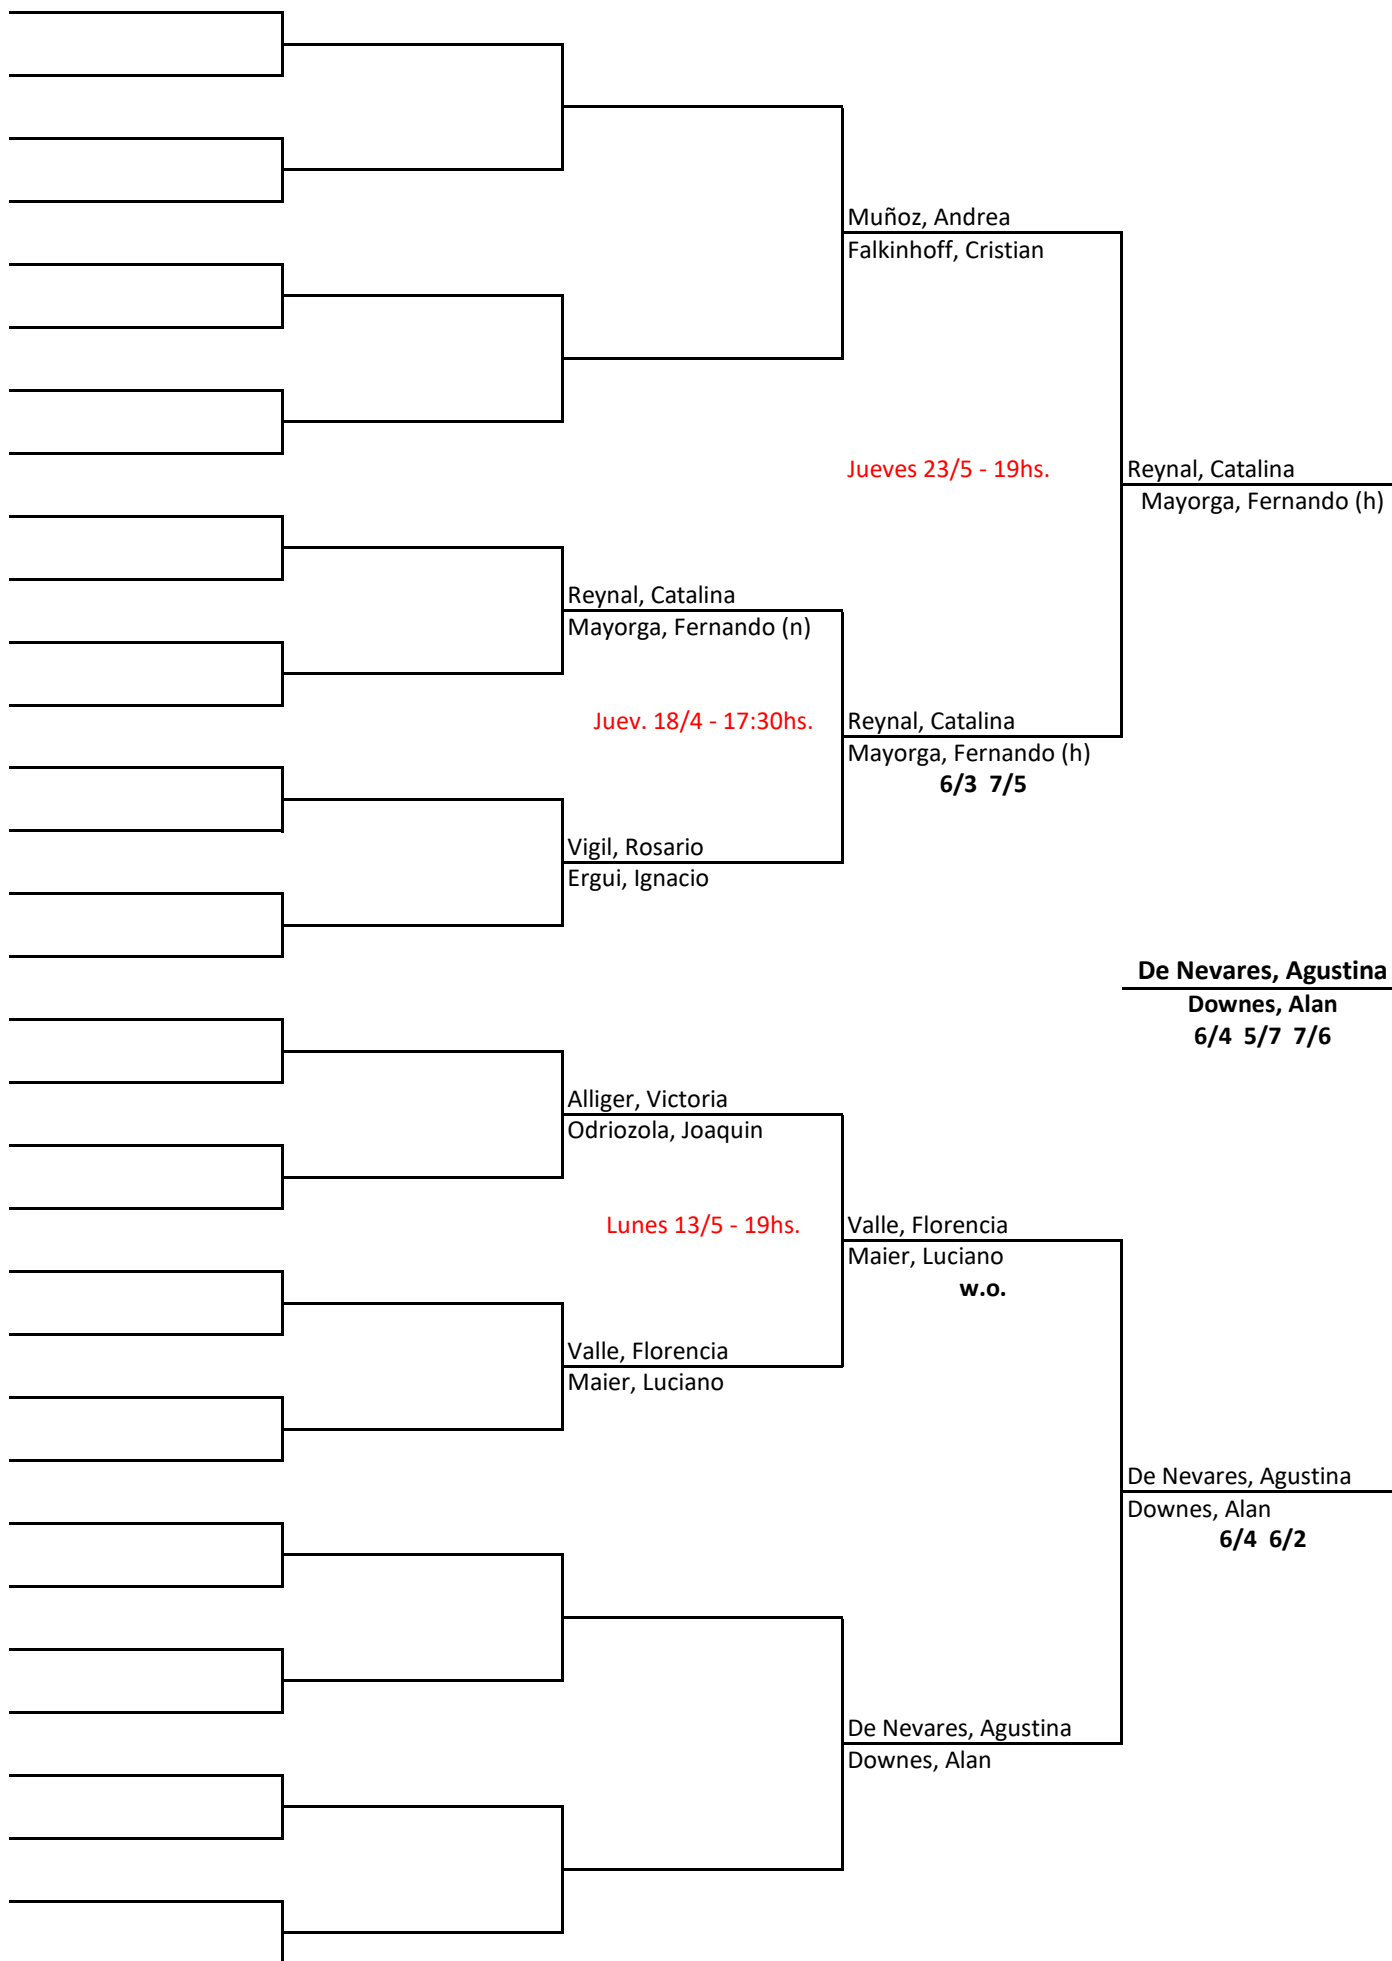 Muñoz, Andrea
Falkinhoff, Cristian
Jueves 23/5 - 19hs.
Reynal, Catalina
Mayorga, Fernando (h)
Reynal, Catalina
Mayorga, Fernando (n)
Juev. 18/4 - 17:30hs.
Reynal, Catalina
Mayorga, Fernando (h)
6/3 7/5
Vigil, Rosario
Ergui, Ignacio
De Nevares, Agustina
Downes, Alan
6/4 5/7 7/6
Alliger, Victoria
Odriozola, Joaquin
Lunes 13/5 - 19hs.
Valle, Florencia
Maier, Luciano
w.o.
Valle, Florencia
Maier, Luciano
De Nevares, Agustina
Downes, Alan
6/4 6/2
De Nevares, Agustina
Downes, Alan